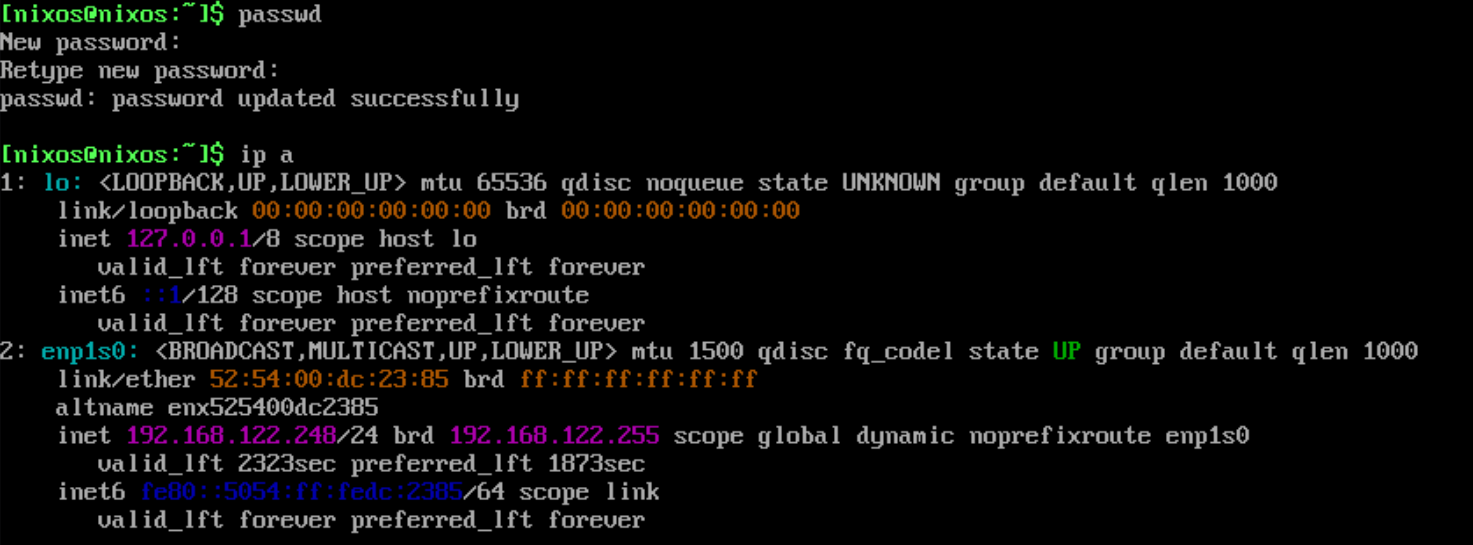 [nixos@nixos:~]$ passwd
New password:
Retype new password:
passwd: password updated successfully
[nixos@nixos:~]$ ip a
1: lo: <LOOPBACK,UP,LOWER_UP> mtu 65536 qdisc noqueue state UNKNOWN group default qlen 1000
link/loopback 00:00:00:00:00:00 brd 00:00:00:00:00:00
inet 127.0.0.1/8 scope host lo
valid_lft forever preferred_lft forever
inet6 ::1/128 scope host noprefixroute
valid_lft forever preferred_lft forever
2: enp1s0: <BROADCAST,MULTICAST,UP,LOWER_UP> mtu 1500 qdisc fq_codel state UP group default qlen 1000
link/ether 52:54:00:dc:23:85 brd ff:ff:ff:ff:ff:ff
altname enx525400dc2385
inet 192.168.122.248/24 brd 192.168.122.255 scope global dynamic noprefixroute enp1s0
valid_lft 2323sec preferred_lft 1873sec
inet6 fe80::5054:ff:fedc:2385/64 scope link
valid_lft forever preferred_lft forever